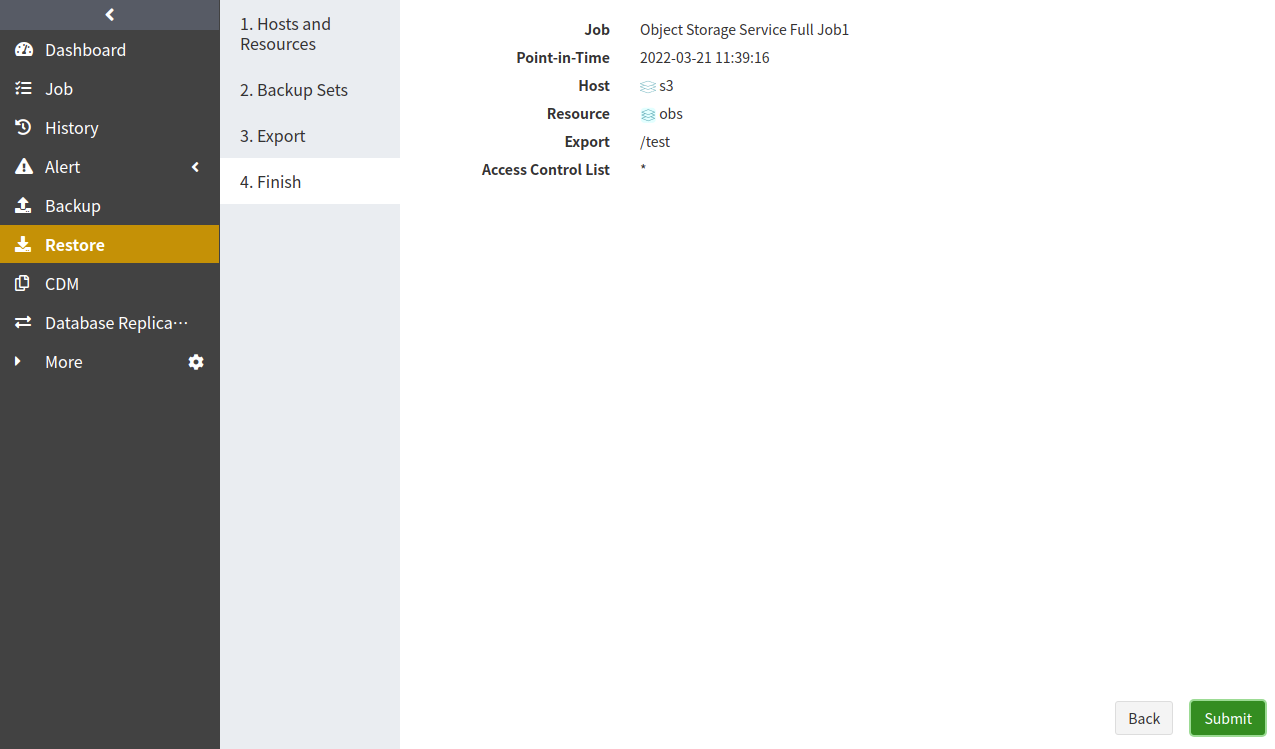 Dashboard
Job
History
Alert
Backup
Restore
CDM
Database Replica···
More
1. Hosts and
Resources
2. Backup Sets
3. Export
4. Finish
Job Object Storage Service Full Job1
Point-in-Time 2022-03-21 11:39:16
Host s3
Resource obs
Export /test
Access Control List *
Back Submit